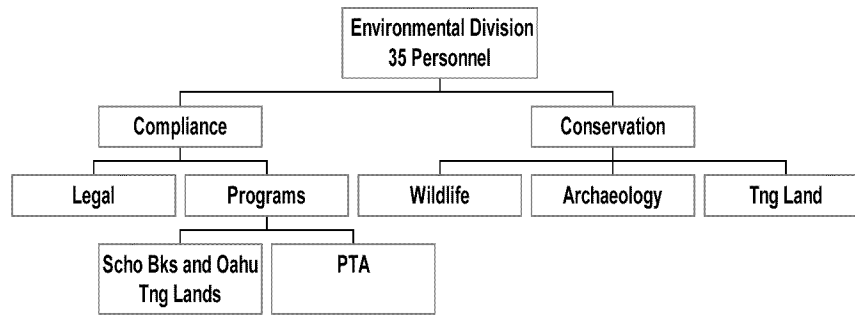 Environmental Division
35 Personnel
Compliance
Conservation
Legal
Programs
Wildlife
Archaeology
Tng Land
Scho Bks and Oahu
Tng Lands
PTA